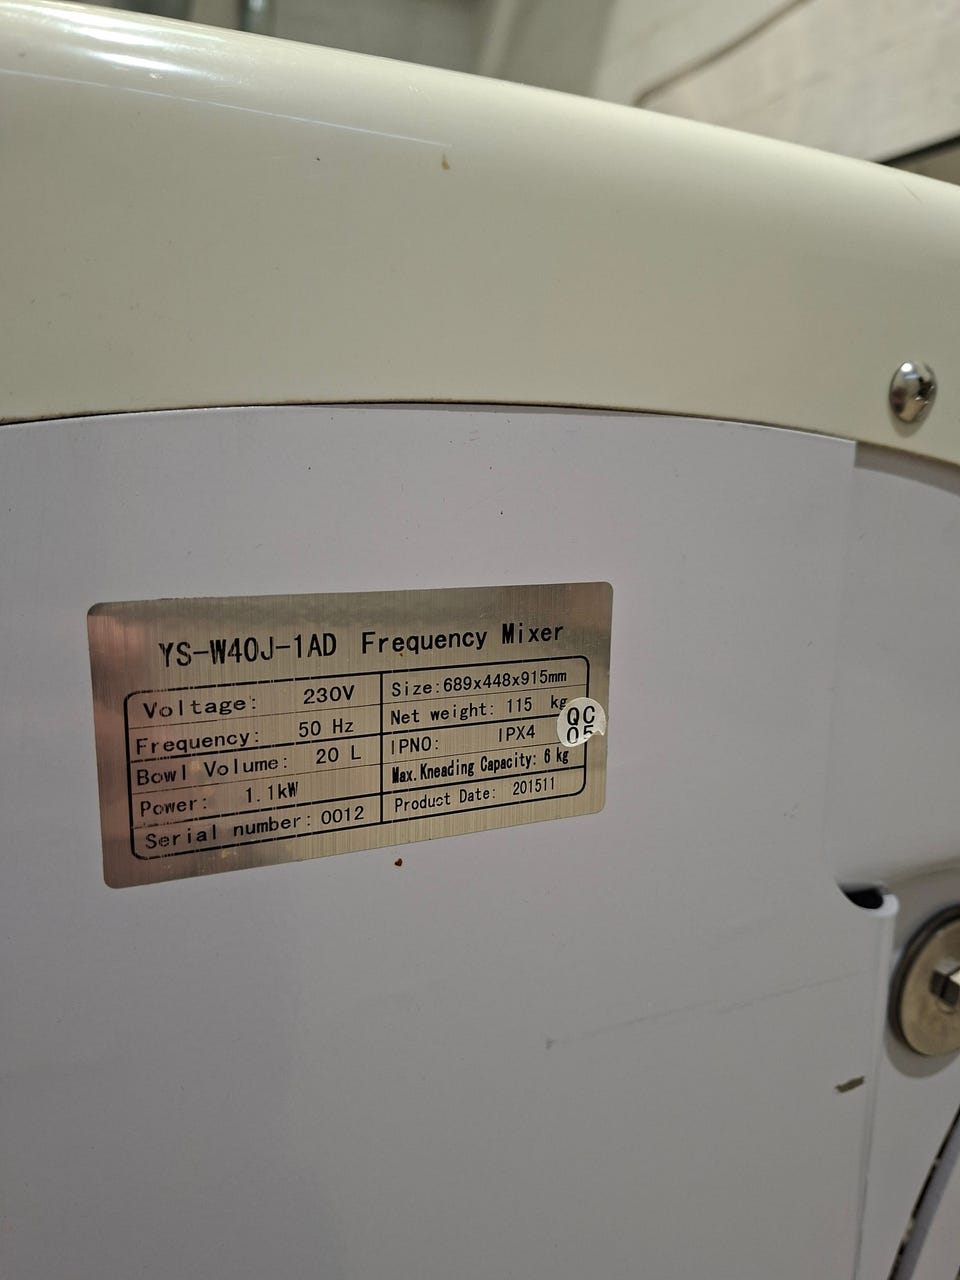 YS-W40J-1AD Frequency Mixer
Voltage: 230V
Frequency: 50 Hz
Bowl Volume: 20 L
Power: 1.1kW
Serial number: 0012
Size:689x448x915mm
Net weight: 115 kg
IPNO: IPX4
Max.Kneading Capacity: 6 kg
Product Date: 201511
QC
05